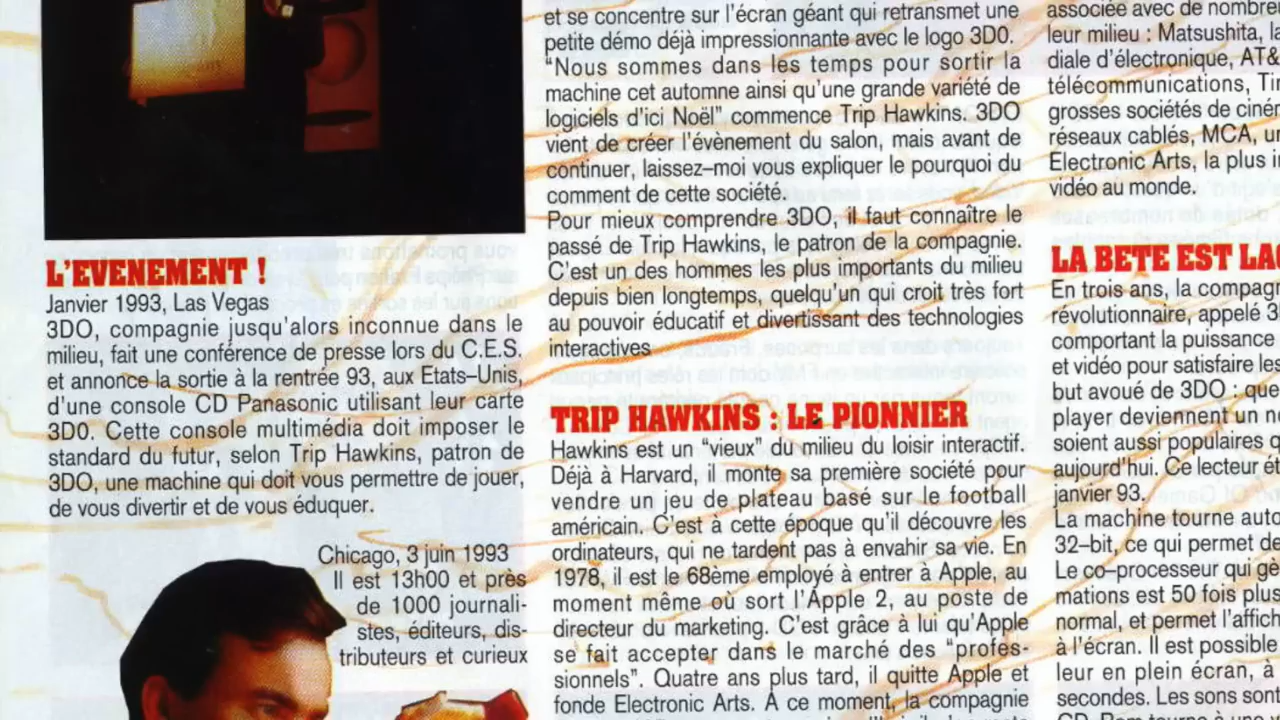 L'EVENEMENT !
Janvier 1993, Las Vegas
3DO, compagnie jusqu'alors inconnue dans le
milieu, fait une conférence de presse lors du C.E.S.
et annonce la sortie à la rentrée 93, aux Etats–Unis,
d'une console CD Panasonic utilisant leur carte
3D0. Cette console multimédia doit imposer le
standard du futur, selon Trip Hawkins, patron de
3DO, une machine qui doit vous permettre de jouer,
de vous divertir et de vous éduquer.
Chicago, 3 juin 1993
Il est 13h00 et près
de 1000 journali-
stes, éditeurs, dis-
tributeurs et curieux
et se concentre sur l'écran géant qui retransmet une
petite démo déjà impressionnante avec le logo 3D0.
"Nous sommes dans les temps pour sortir la
machine cet automne ainsi qu'une grande variété de
logiciels d'ici Noël" commence Trip Hawkins. 3DO
vient de créer l'évènement du salon, mais avant de
continuer, laissez–moi vous expliquer le pourquoi du
comment de cette société.
Pour mieux comprendre 3DO, il faut connaître le
passé de Trip Hawkins, le patron de la compagnie.
C'est un des hommes les plus importants du milieu
depuis bien longtemps, quelqu'un qui croit très fort
au pouvoir éducatif et divertissant des technologies
interactives
TRIP HAWKINS : LE PIONNIER
Hawkins est un "vieux" du milieu du loisir interactif.
Déjà à Harvard, il monte sa première société pour
vendre un jeu de plateau basé sur le football
américain. C'est à cette époque qu'il découvre les
ordinateurs, qui ne tardent pas à envahir sa vie. En
1978, il est le 68ème employé à entrer à Apple, au
moment même où sort l'Apple 2, au poste de
directeur du marketing. C'est grâce à lui qu'Apple
se fait accepter dans le marché des "profes-
sionnels". Quatre ans plus tard, il quitte Apple et
fonde Electronic Arts. A ce moment, la compagnie
associée avec de nombre
leur milieu : Matsushita, la
diale d'électronique, AT&
télécommunications, Ti
grosses sociétés de ciné
réseaux cablés, MCA, u
Electronic Arts, la plus i
vidéo au monde.
LA BETE EST LA
En trois ans, la compag
révolutionnaire, appelé 3
comportant la puissance
et vidéo pour satisfaire les
but avoué de 3DO : que
player deviennent un n
soient aussi populaires q
aujourd'hui. Ce lecteur ét
janvier 93.
La machine tourne auto
32–bit, ce qui permet de
Le co–processeur qui gè
mations est 50 fois plus
normal, et permet l'affich
à l'écran. Il est possible
leur en plein écran, à
secondes. Les sons sont